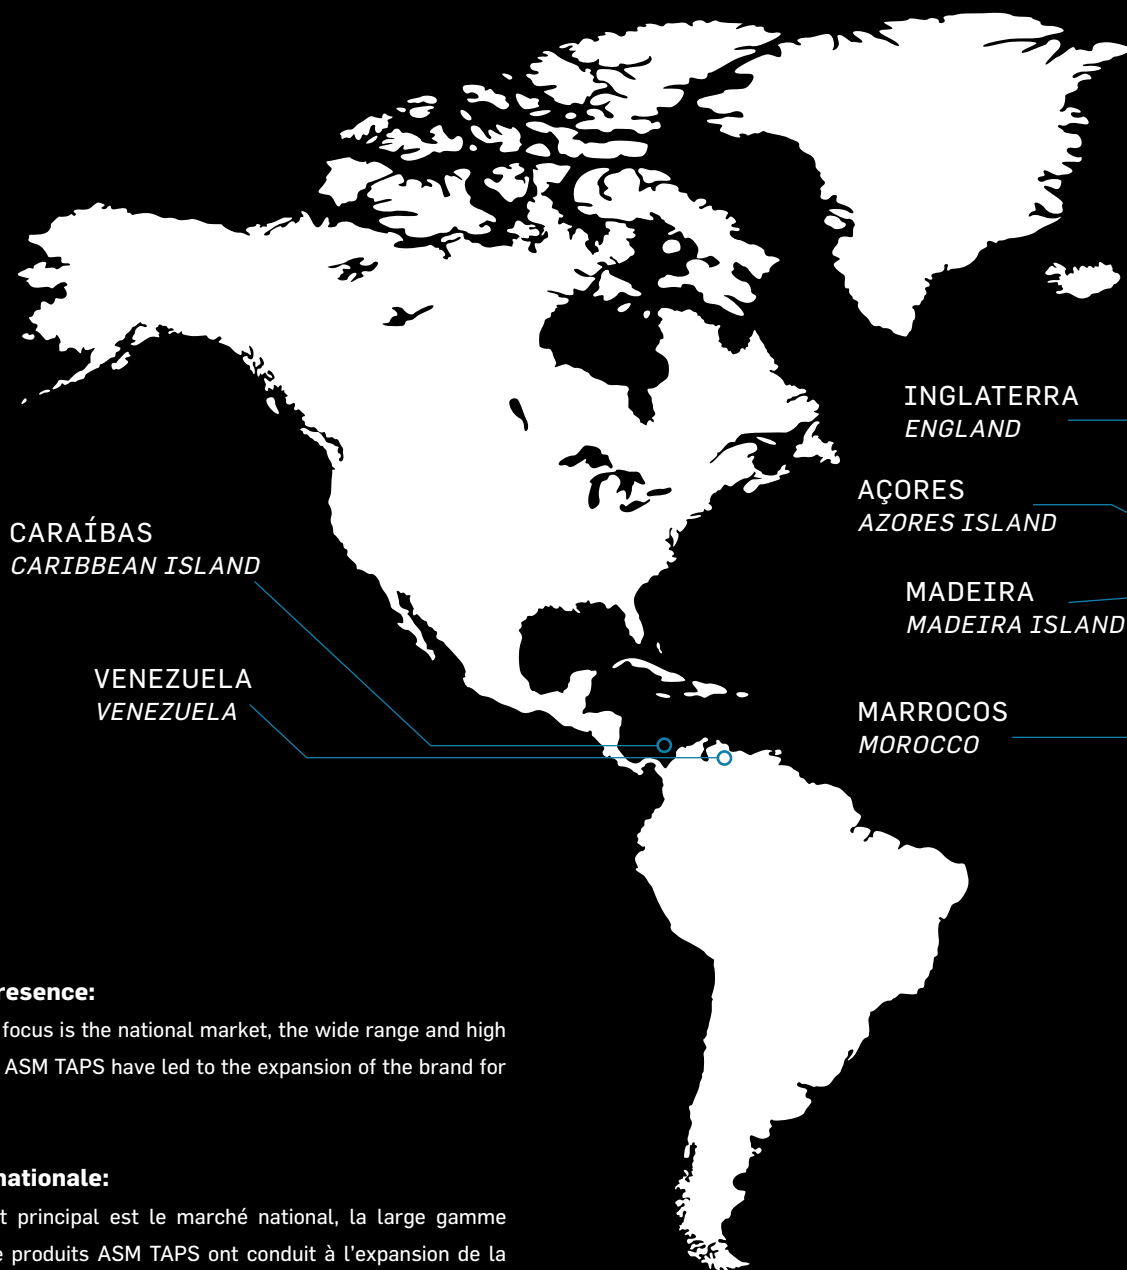 INGLATERRA
ENGLAND
AÇORES
AZORES ISLAND
CARAÍBAS
CARIBBEAN ISLAND
MADEIRA
MADEIRA ISLAND
VENEZUELA
VENEZUELA
MARROCOS
MOROCCO
resence:
focus is the national market, the wide range and high
ASM TAPS have led to the expansion of the brand for
nationale:
t principal est le marché national, la large gamme
e produits ASM TAPS ont conduit à l'expansion de la